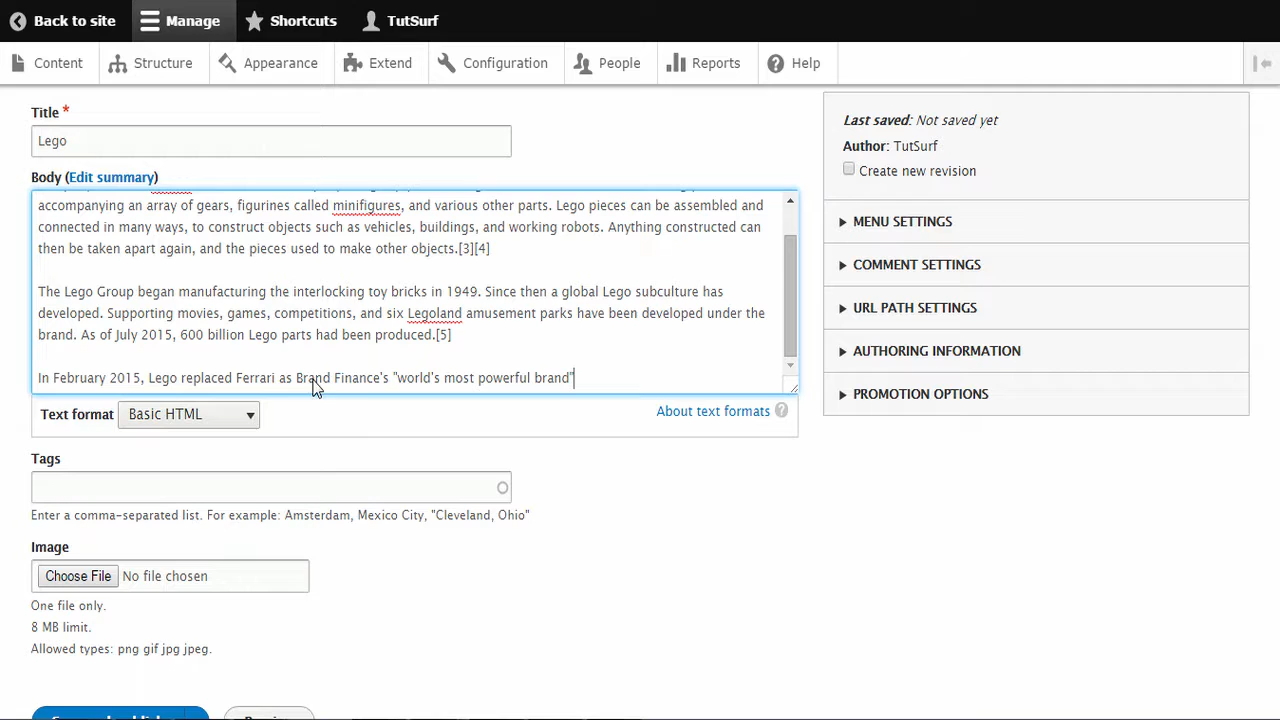 Back to site Manage Shortcuts TutSurf
Content Structure Appearance Extend Configuration People Reports Help
Title *
Lego
Body (Edit summary)
accompanying an array of gears, figurines called minifigures, and various other parts. Lego pieces can be assembled and
connected in many ways, to construct objects such as vehicles, buildings, and working robots. Anything constructed can
then be taken apart again, and the pieces used to make other objects.[3][4]
The Lego Group began manufacturing the interlocking toy bricks in 1949. Since then a global Lego subculture has
developed. Supporting movies, games, competitions, and six Legoland amusement parks have been developed under the
brand. As of July 2015, 600 billion Lego parts had been produced.[5]
In February 2015, Lego replaced Ferrari as Brand Finance's "world's most powerful brand"
Text format Basic HTML About text formats ?
Tags
Enter a comma-separated list. For example: Amsterdam, Mexico City, "Cleveland, Ohio"
Image
Choose File No file chosen
One file only.
8 MB limit.
Allowed types: png gif jpg jpeg.
Last saved: Not saved yet
Author: TutSurf
Create new revision
MENU SETTINGS
COMMENT SETTINGS
URL PATH SETTINGS
AUTHORING INFORMATION
PROMOTION OPTIONS